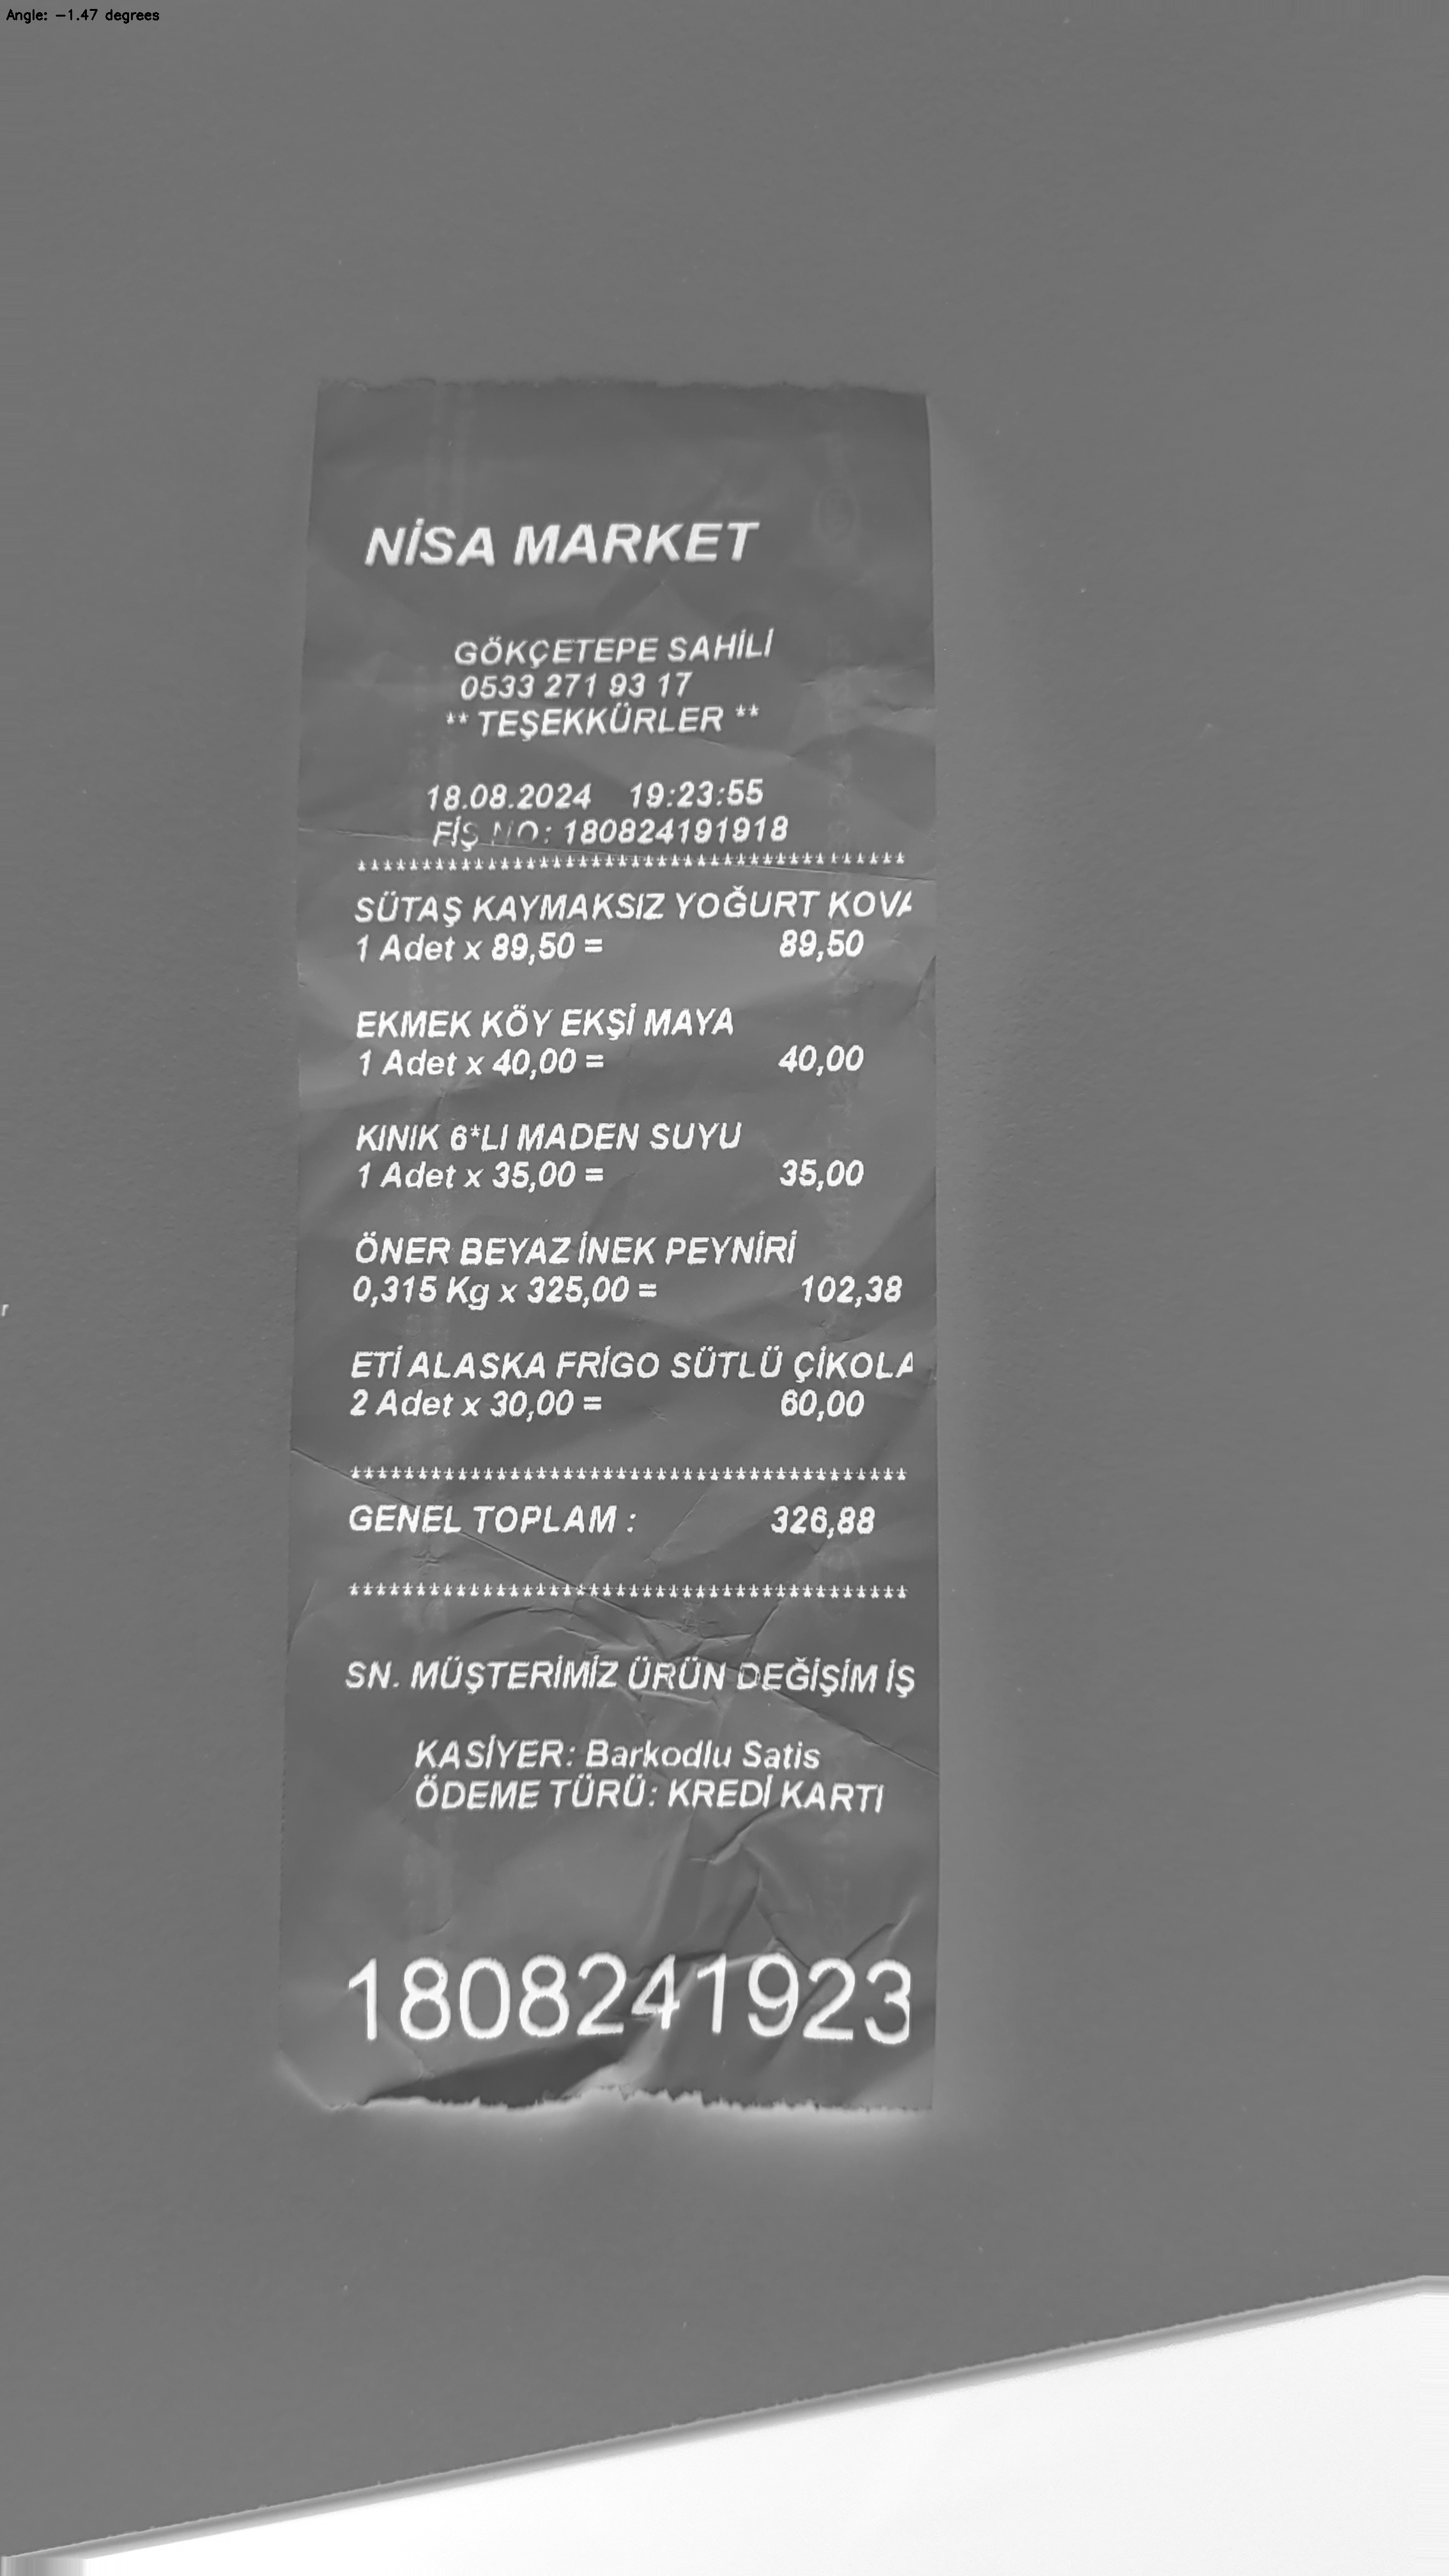 Angle: −1.47 degrees
NİSA MARKET
GÖKÇETEPE SAHİLİ
0533 271 93 17
** TEŞEKKÜRLER **
18.08.2024 19:23:55
FİŞ NO: 180824191918
******************************************
SÜTAŞ KAYMAKSIZ YOĞURT KOVA
1 Adet x 89,50 = 89,50
EKMEK KÖY EKŞİ MAYA
1 Adet x 40,00 = 40,00
KINIK 6*LI MADEN SUYU
1 Adet x 35,00 = 35,00
ÖNER BEYAZ İNEK PEYNİRİ
0,315 Kg x 325,00 = 102,38
ETİ ALASKA FRİGO SÜTLÜ ÇİKOLA
2 Adet x 30,00 = 60,00
******************************************
GENEL TOPLAM : 326,88
******************************************
SN. MÜŞTERİMİZ ÜRÜN DEĞİŞİM İŞ
KASİYER: Barkodlu Satis
ÖDEME TÜRÜ: KREDİ KARTI
1808241923